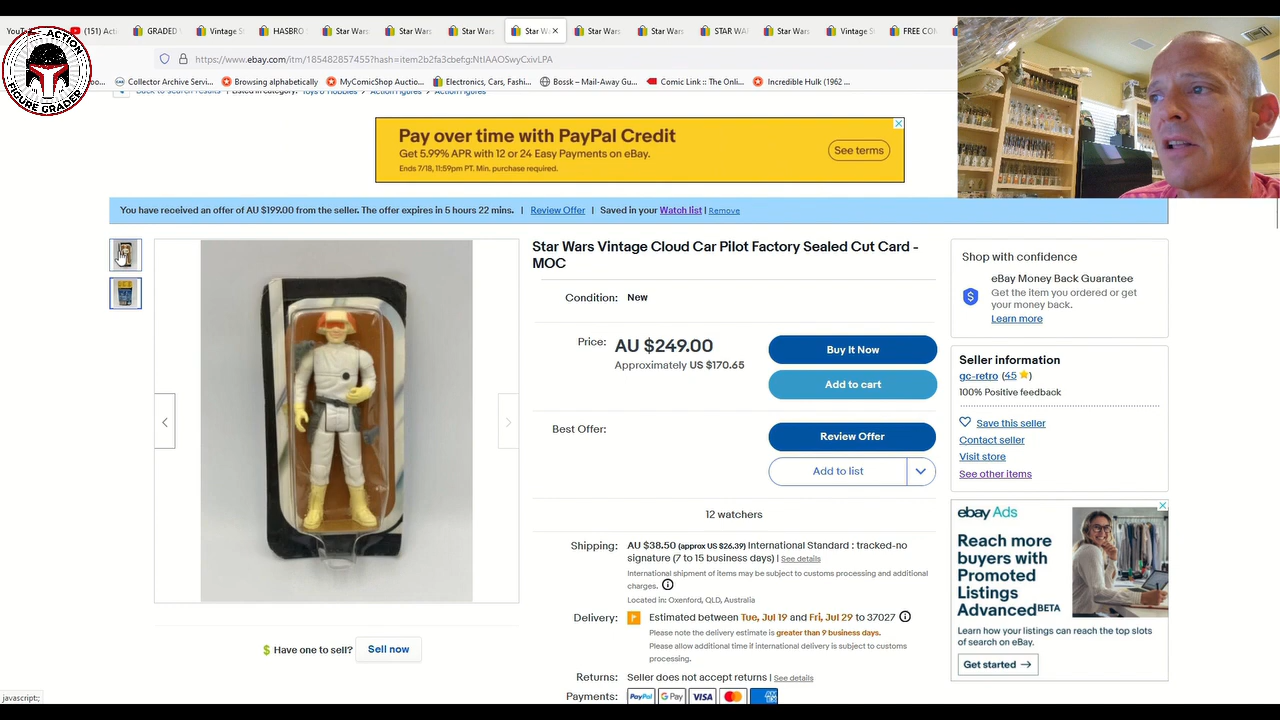 YouT
(151) Acti
GRADED
Vintage S
HASBRO
Star Wars
Star Wars
Star Wars
Star W
Star Wars
Star Wars
STAR WA
Star Wars
Vintage S
FREE CON
ACTION
FIGURE GRADER
https://www.ebay.com/itm/185482857455?hash=item2b2fa3cbef:g:NtIAAOSwyCxivLPA
Collector Archive Servi...
Browsing alphabetically
MyComicShop Auction...
Electronics, Cars, Fashi...
Bossk – Mail-Away Gu...
Comic Link :: The Onli...
Incredible Hulk (1962 ...
Back to search results | Listed in category: Toys & Hobbies > Action Figures > Action Figures
Pay over time with PayPal Credit
Get 5.99% APR with 12 or 24 Easy Payments on eBay.
Ends 7/18, 11:59pm PT. Min. purchase required.
See terms
You have received an offer of AU $199.00 from the seller. The offer expires in 5 hours 22 mins. | Review Offer | Saved in your Watch list | Remove
Star Wars Vintage Cloud Car Pilot Factory Sealed Cut Card -
MOC
Condition: New
Price: AU $249.00
Approximately US $170.65
Buy It Now
Add to cart
Best Offer:
Review Offer
Add to list
12 watchers
Shipping: AU $38.50 (approx US $26.39) International Standard : tracked-no
signature (7 to 15 business days) | See details
International shipment of items may be subject to customs processing and additional
charges.
Located in: Oxenford, QLD, Australia
Delivery: Estimated between Tue, Jul 19 and Fri, Jul 29 to 37027
Please note the delivery estimate is greater than 9 business days.
Please allow additional time if international delivery is subject to customs
processing.
Returns: Seller does not accept returns | See details
Payments: PayPal G Pay VISA
Have one to sell? Sell now
Shop with confidence
eBay Money Back Guarantee
Get the item you ordered or get
your money back.
Learn more
Seller information
gc-retro (45)
100% Positive feedback
Save this seller
Contact seller
Visit store
See other items
ebay Ads
Reach more
buyers with
Promoted
Listings
Advanced BETA
Learn how your listings can reach the top slots
of search on eBay.
Get started →
javascript:;